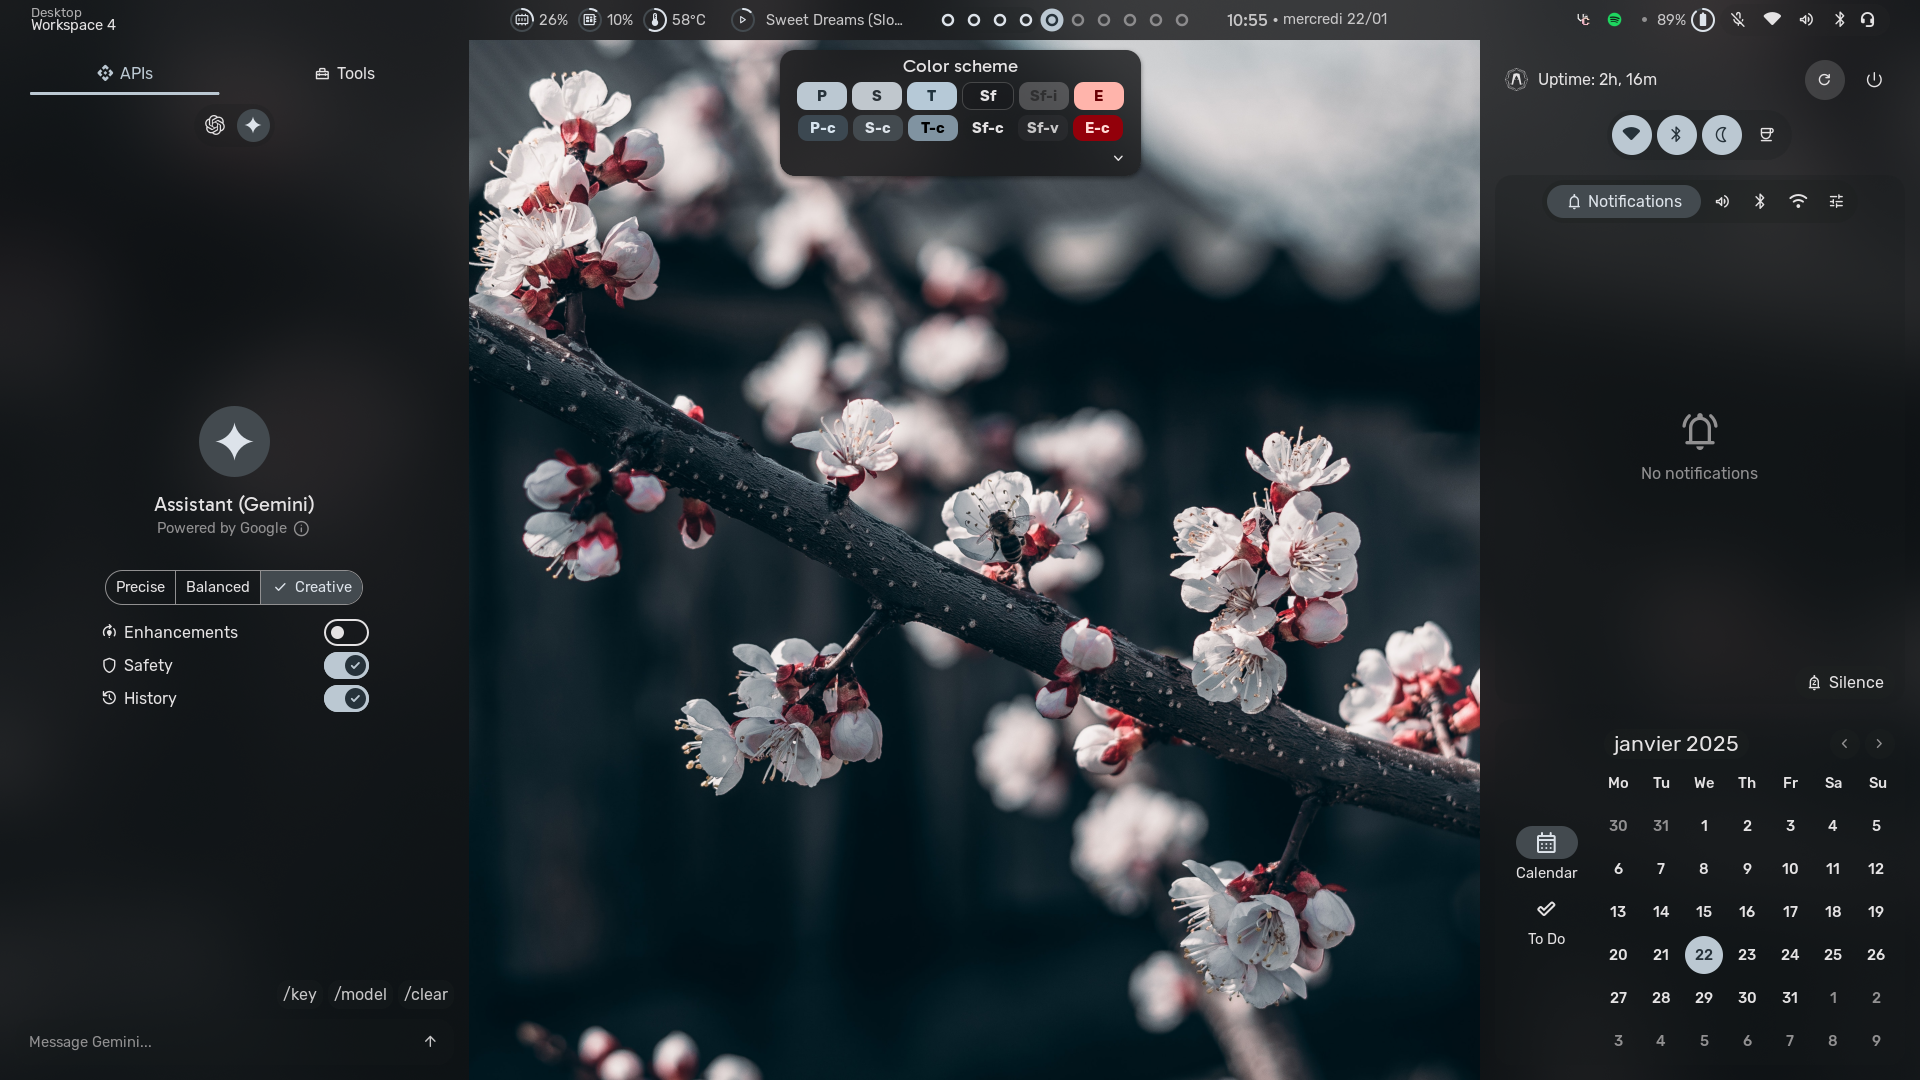 Desktop
Workspace 4
26% 10% 58°C Sweet Dreams (Slo...
10:55 • mercredi 22/01
89%
APIs Tools
Assistant (Gemini)
Powered by Google
Precise Balanced Creative
Enhancements
Safety
History
/key /model /clear
Message Gemini...
Color scheme
P S T Sf Sf-i E
P-c S-c T-c Sf-c Sf-v E-c
Uptime: 2h, 16m
Notifications
No notifications
Silence
Calendar
To Do
janvier 2025
Mo Tu We Th Fr Sa Su
30 31 1 2 3 4 5
6 7 8 9 10 11 12
13 14 15 16 17 18 19
20 21 22 23 24 25 26
27 28 29 30 31 1 2
3 4 5 6 7 8 9